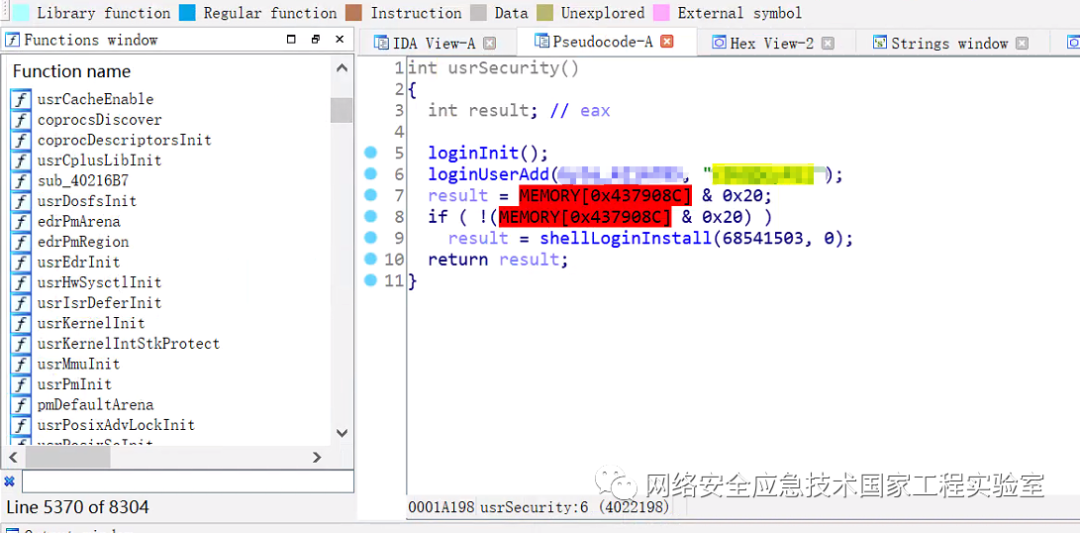 Library function Regular function Instruction Data Unexplored External symbol
Functions window
IDA View-A Pseudocode-A Hex View-2 Strings window
Function name
usrCacheEnable
coprocsDiscover
coprocDescriptorsInit
usrCplusLibInit
sub_40216B7
usrDosfsInit
edrPmArena
edrPmRegion
usrEdrInit
usrHwSysctlInit
usrIsrDeferInit
usrKernelInit
usrKernelIntStkProtect
usrMmuInit
usrPmInit
pmDefaultArena
usrPosixAdvLockInit
Line 5370 of 8304
1 int usrSecurity()
2 {
3 int result; // eax
4
5 loginInit();
6 loginUserAdd( , " ");
7 result = MEMORY[0x437908C] & 0x20;
8 if ( !(MEMORY[0x437908C] & 0x20) )
9 result = shellLoginInstall(68541503, 0);
10 return result;
11 }
网络安全应急技术国家工程实验室
0001A198 usrSecurity:6 (4022198)